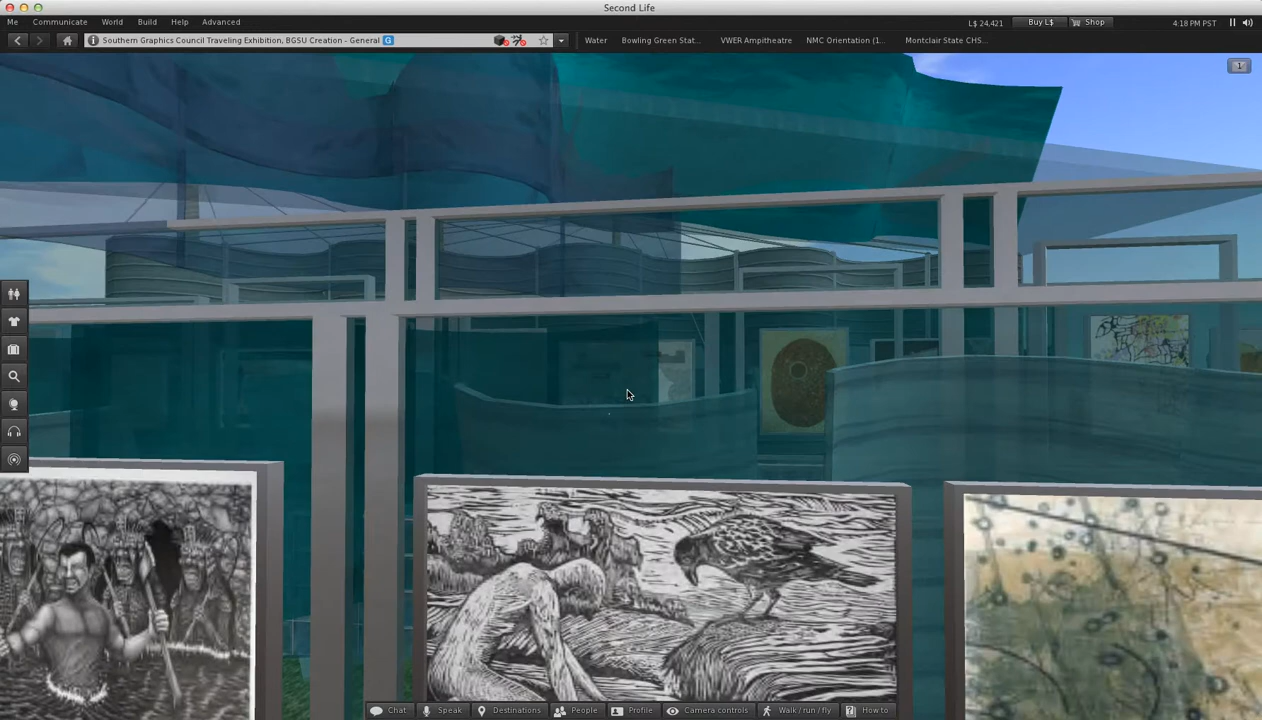 Second Life
Me Communicate World Build Help Advanced
L$ 24,421 Buy L$ Shop 4:18 PM PST
Southern Graphics Council Traveling Exhibition, BGSU Creation - General G
Water Bowling Green Stat... VWER Ampitheatre NMC Orientation (1... Montclair State CHS...
1
Chat Speak Destinations People Profile Camera controls Walk / run / fly How to